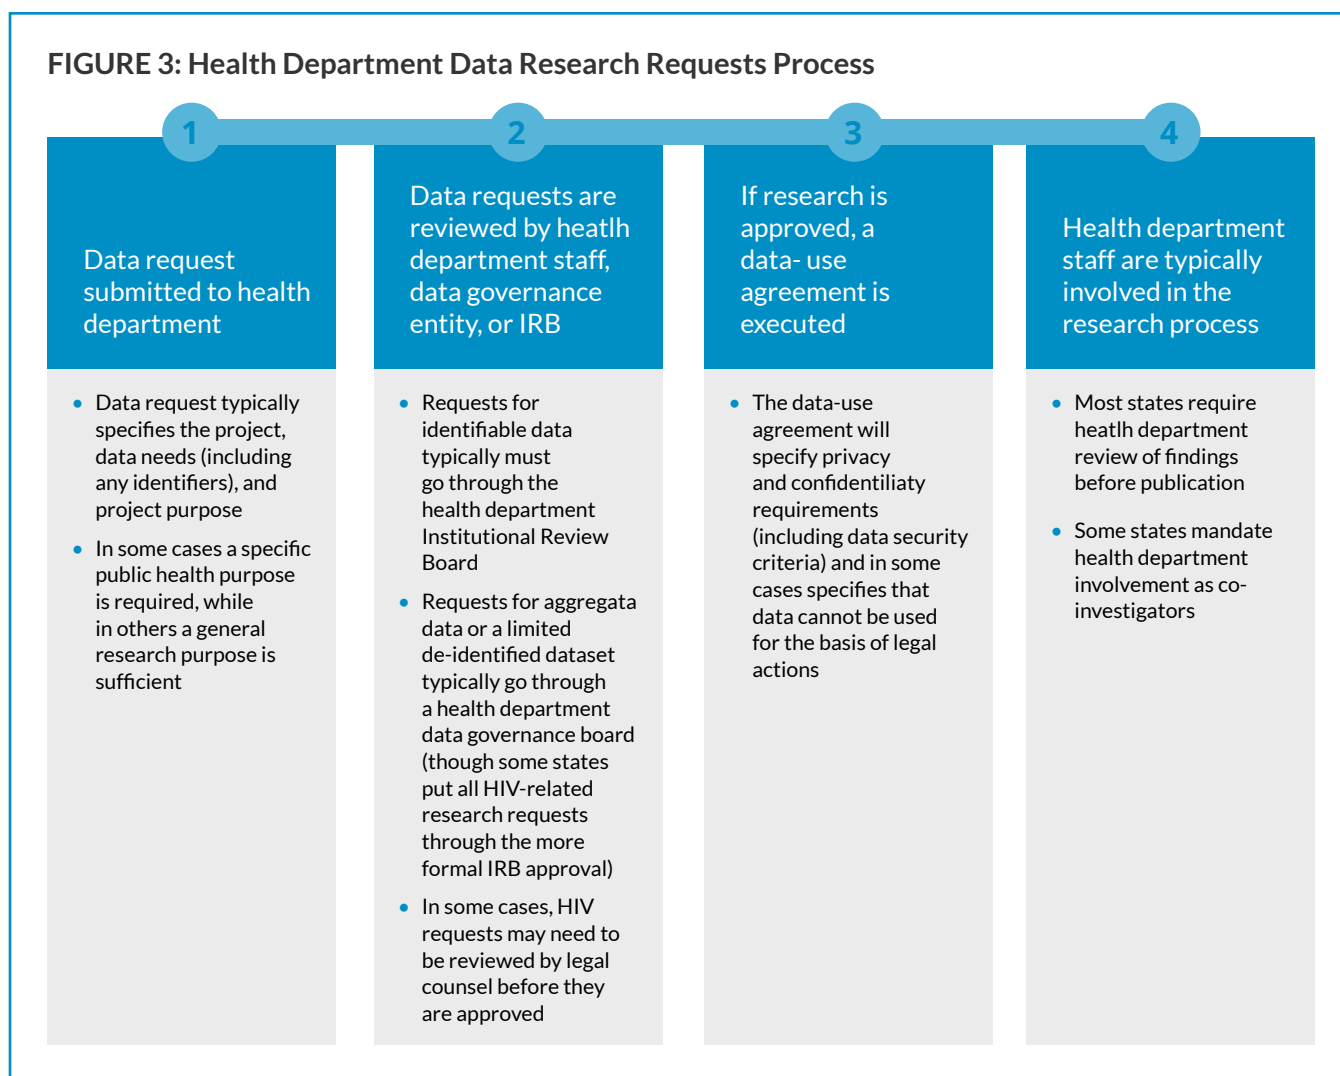 FIGURE 3: Health Department Data Research Requests Process
1
Data request
submitted to health
department
• Data request typically
specifies the project,
data needs (including
any identifiers), and
project purpose
• In some cases a specific
public health purpose
is required, while
in others a general
research purpose is
sufficient
2
Data requests are
reviewed by heatlh
department staff,
data governance
entity, or IRB
• Requests for
identifiable data
typically must
go through the
health department
Institutional Review
Board
• Requests for aggregata
data or a limited
de-identified dataset
typically go through
a health department
data governance board
(though some states
put all HIV-related
research requests
through the more
formal IRB approval)
• In some cases, HIV
requests may need to
be reviewed by legal
counsel before they
are approved
3
If research is
approved, a
data- use
agreement is
executed
• The data-use
agreement will
specify privacy
and confidentiliaty
requirements
(including data security
criteria) and in some
cases specifies that
data cannot be used
for the basis of legal
actions
4
Health department
staff are typically
involved in the
research process
• Most states require
heatlh department
review of findings
before publication
• Some states mandate
health department
involvement as co-
investigators